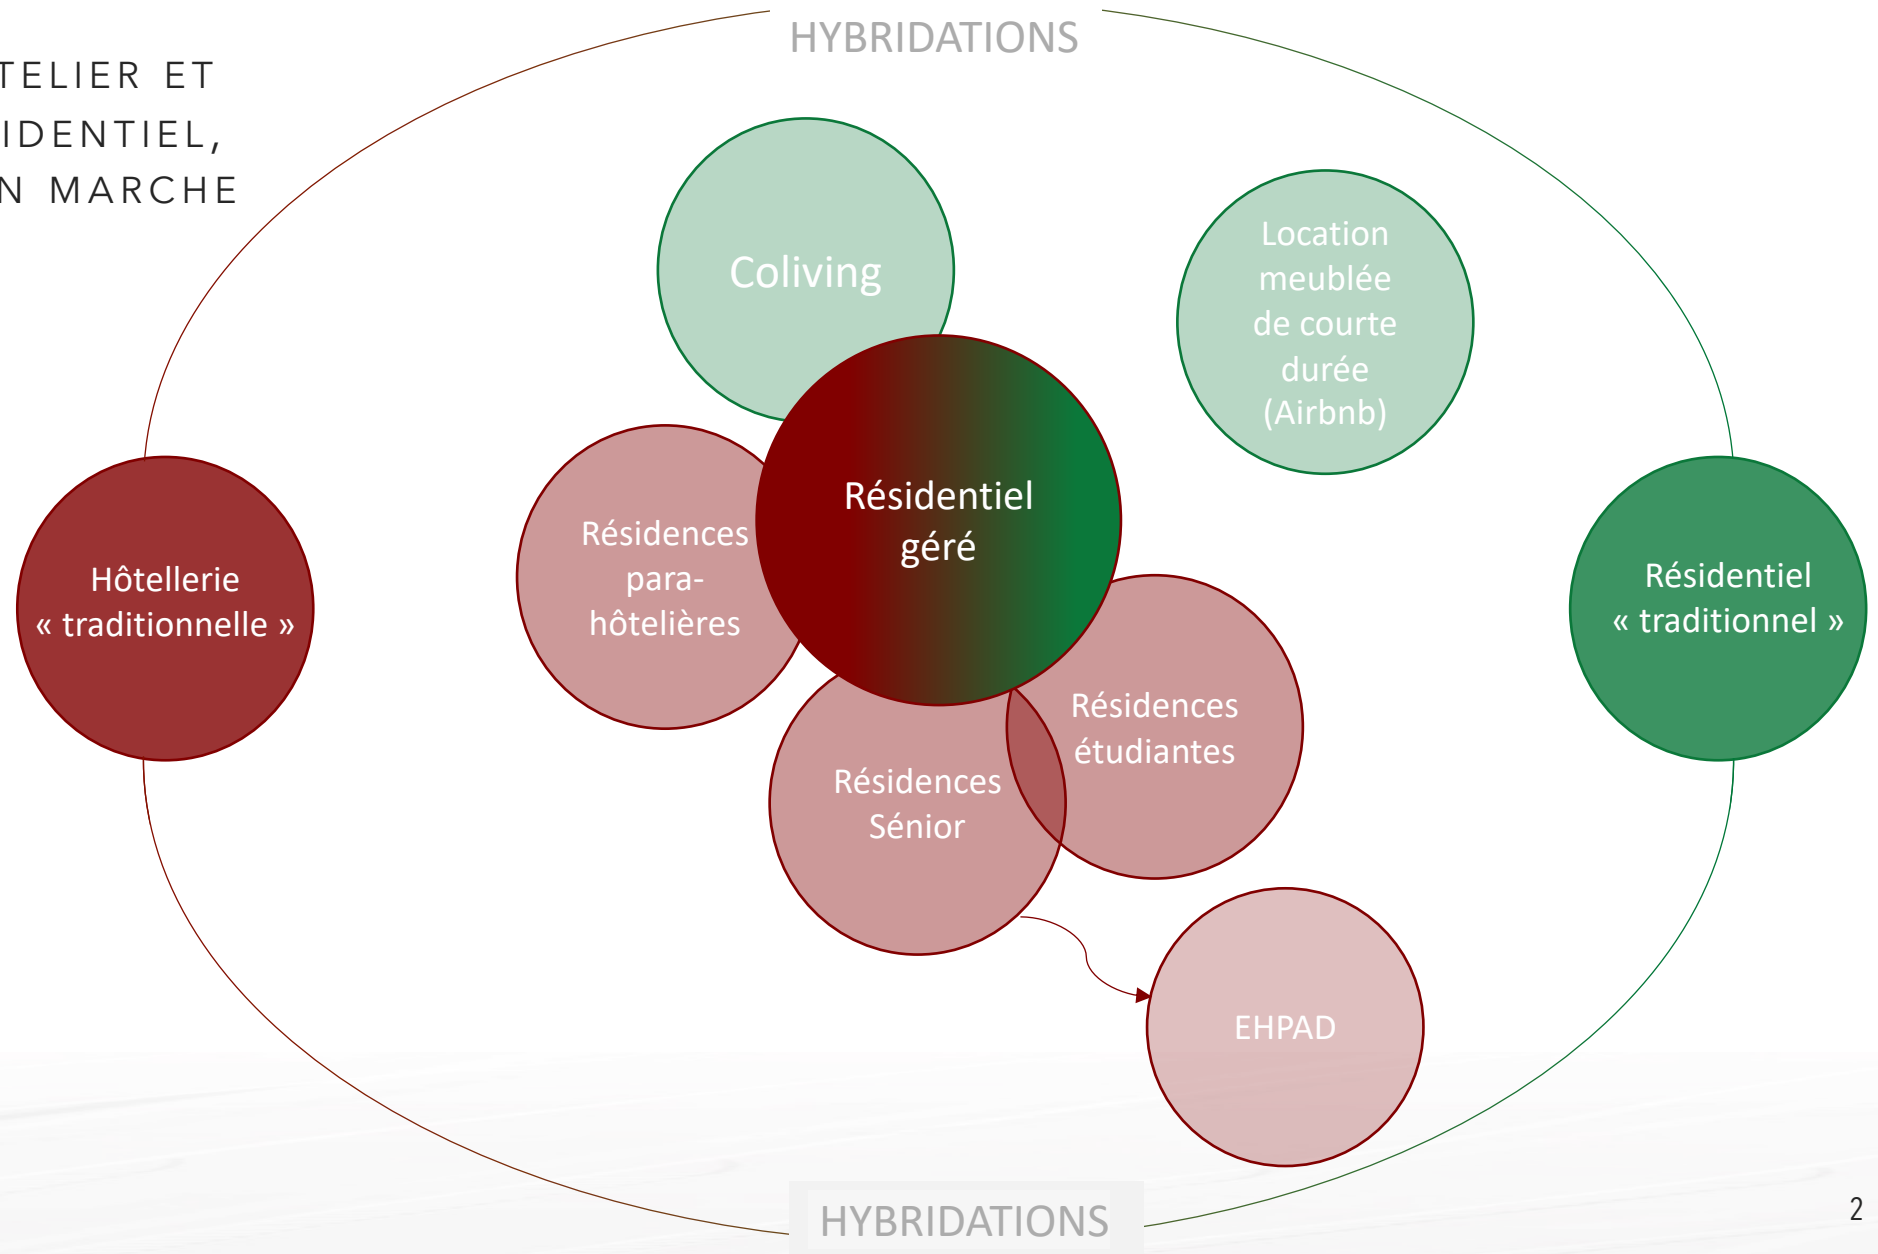 HYBRIDATIONS
TELIER ET
IDENTIEL,
N MARCHE
Coliving
Location
meublée
de courte
durée
(Airbnb)
Résidentiel
géré
Résidences
para-
hôtelières
Hôtellerie
« traditionnelle »
Résidentiel
« traditionnel »
Résidences
étudiantes
Résidences
Sénior
EHPAD
HYBRIDATIONS
2